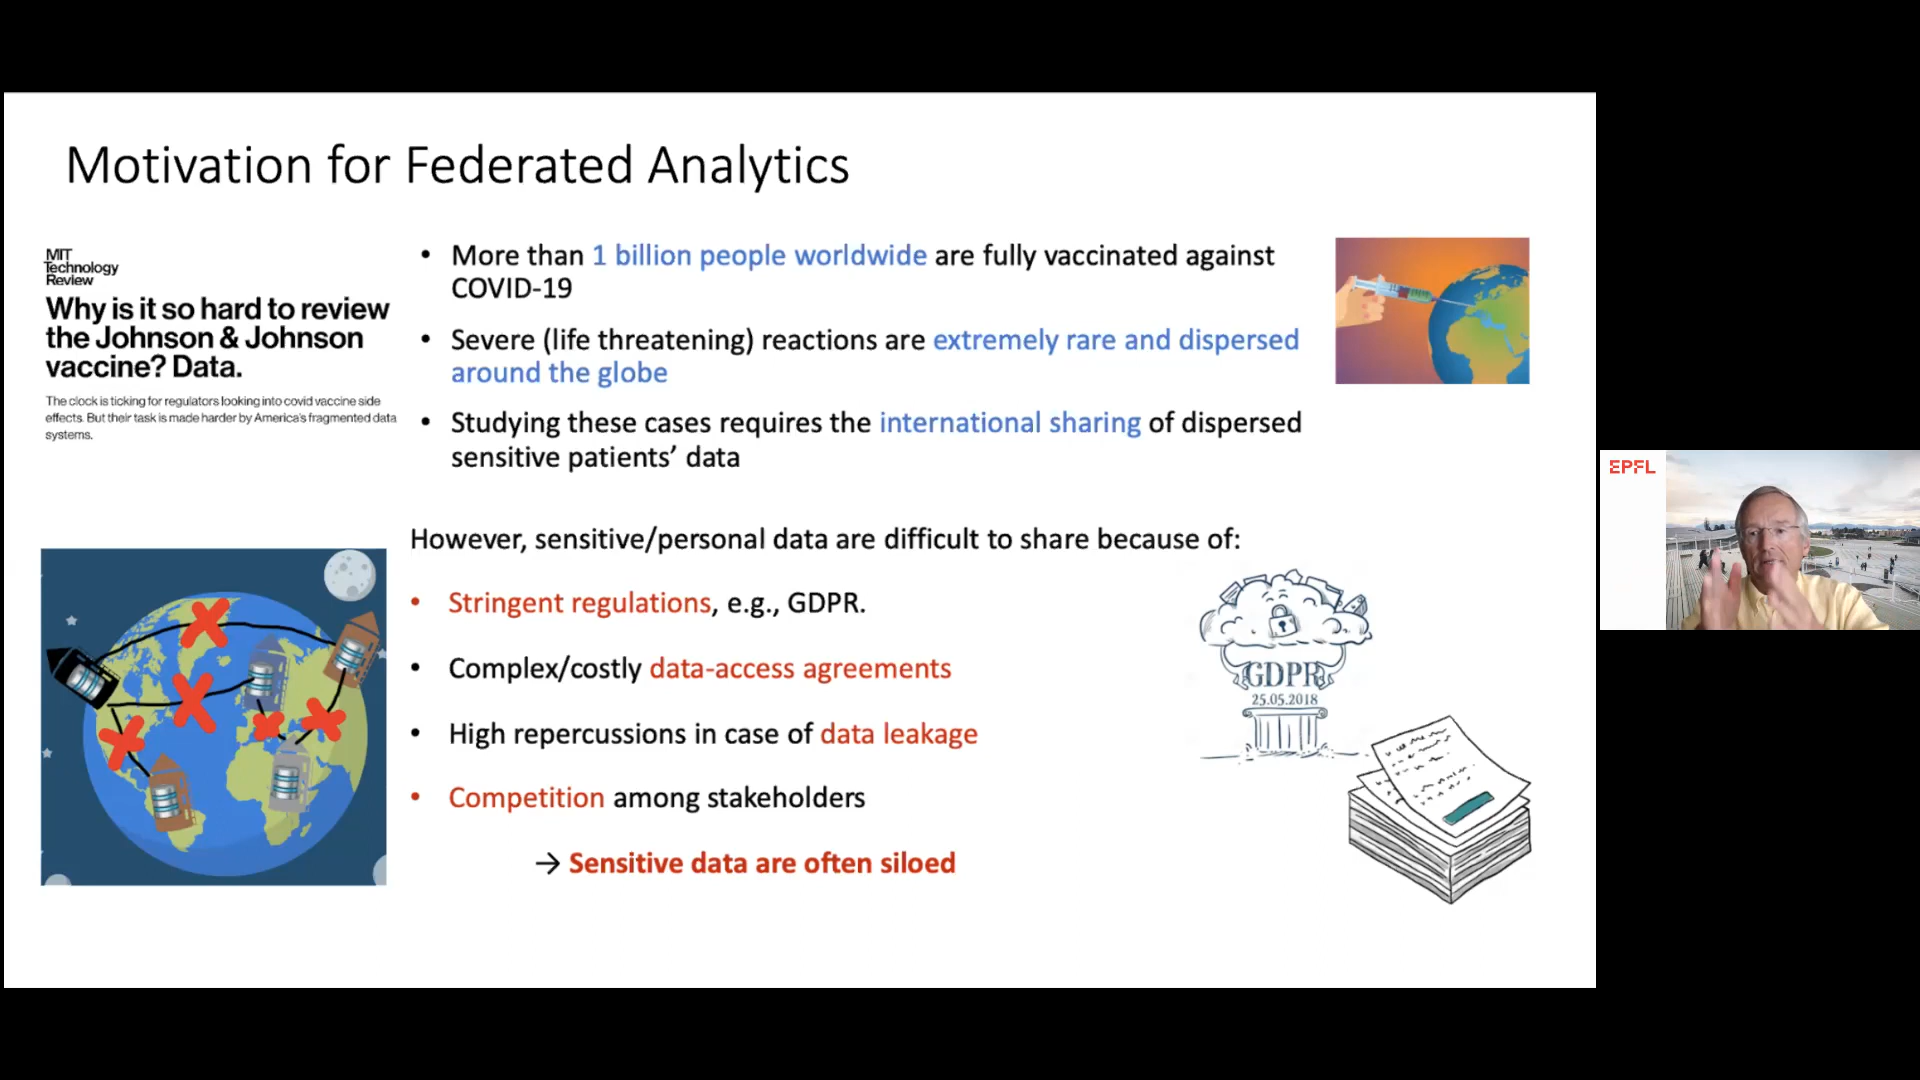 Motivation for Federated Analytics
MIT
Technology
Review
Why is it so hard to review
the Johnson & Johnson
vaccine? Data.
The clock is ticking for regulators looking into covid vaccine side
effects. But their task is made harder by America's fragmented data
systems.
• More than 1 billion people worldwide are fully vaccinated against
COVID-19
• Severe (life threatening) reactions are extremely rare and dispersed
around the globe
• Studying these cases requires the international sharing of dispersed
sensitive patients' data
However, sensitive/personal data are difficult to share because of:
• Stringent regulations, e.g., GDPR.
• Complex/costly data-access agreements
• High repercussions in case of data leakage
• Competition among stakeholders
→ Sensitive data are often siloed
GDPR
25.05.2018
EPFL